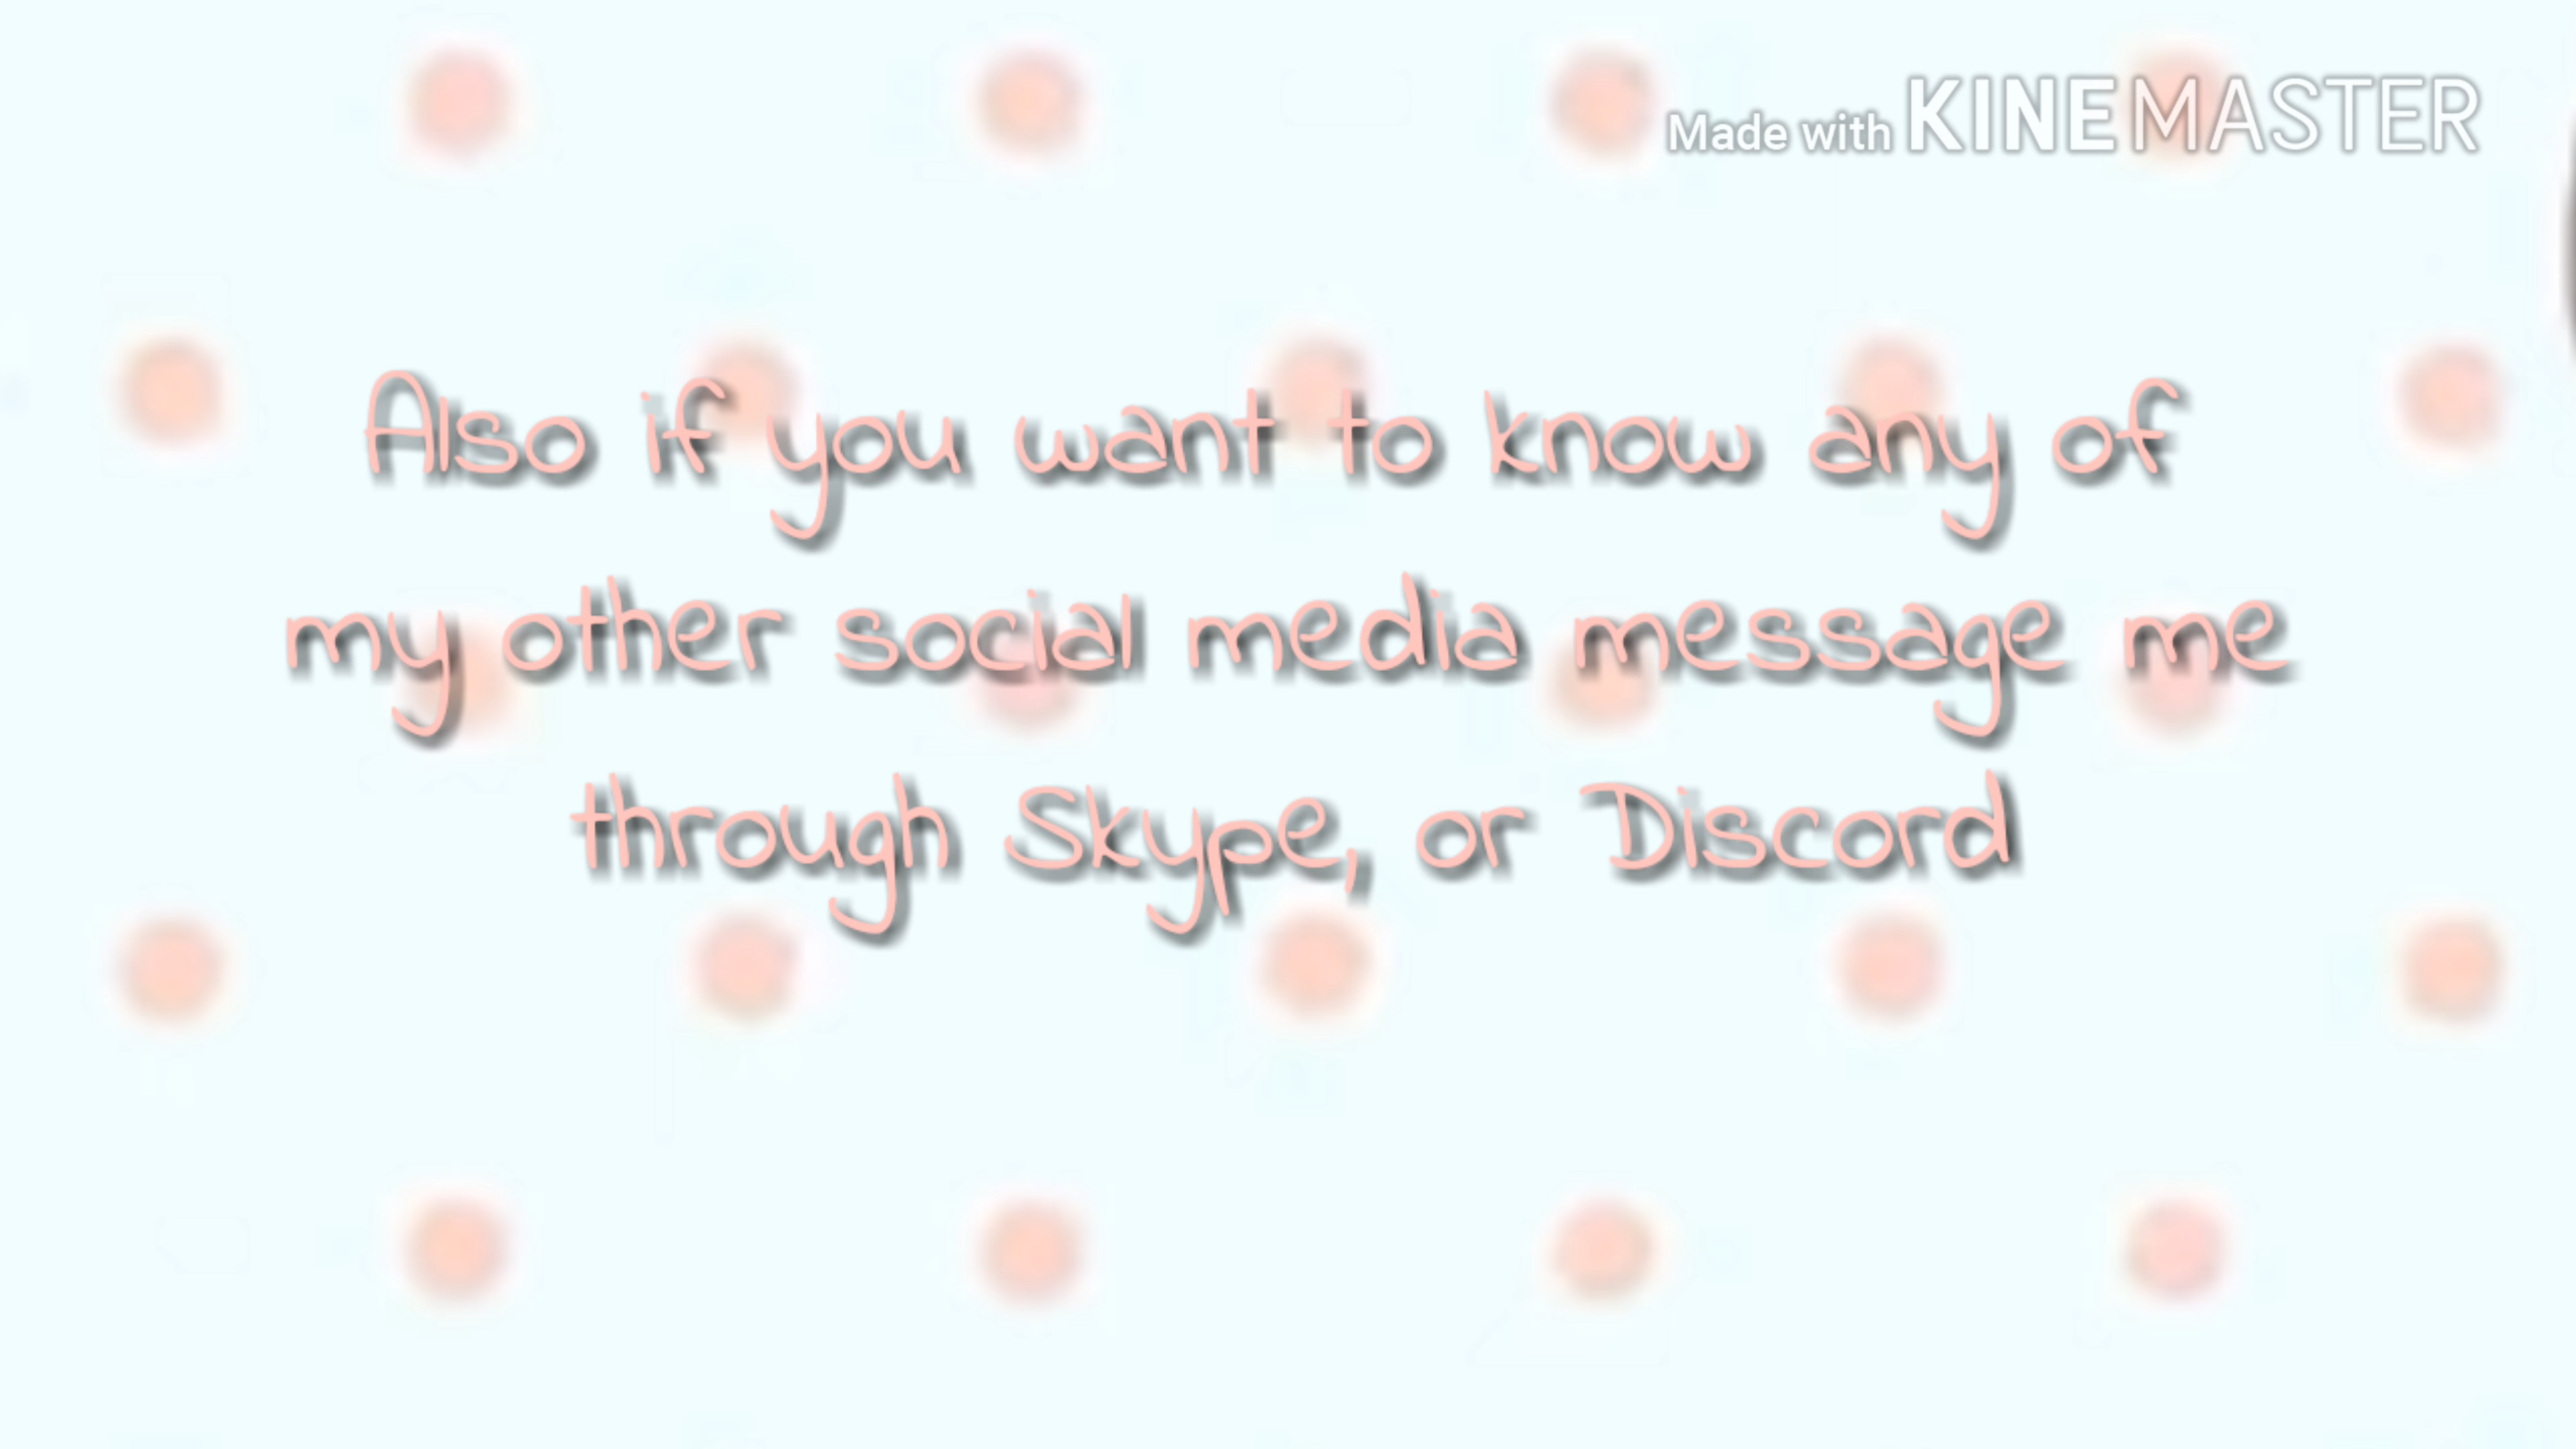 Made with KINEMASTER
Also if you want to know any of
my other social media message me
through Skype, or Discord